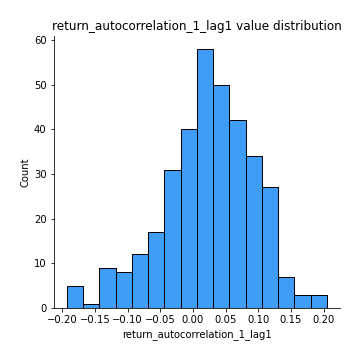 return_autocorrelation_1_lag1 value distribution
60
50
40
30
20
10
0
Count
−0.20 −0.15 −0.10 −0.05 0.00 0.05 0.10 0.15 0.20
return_autocorrelation_1_lag1